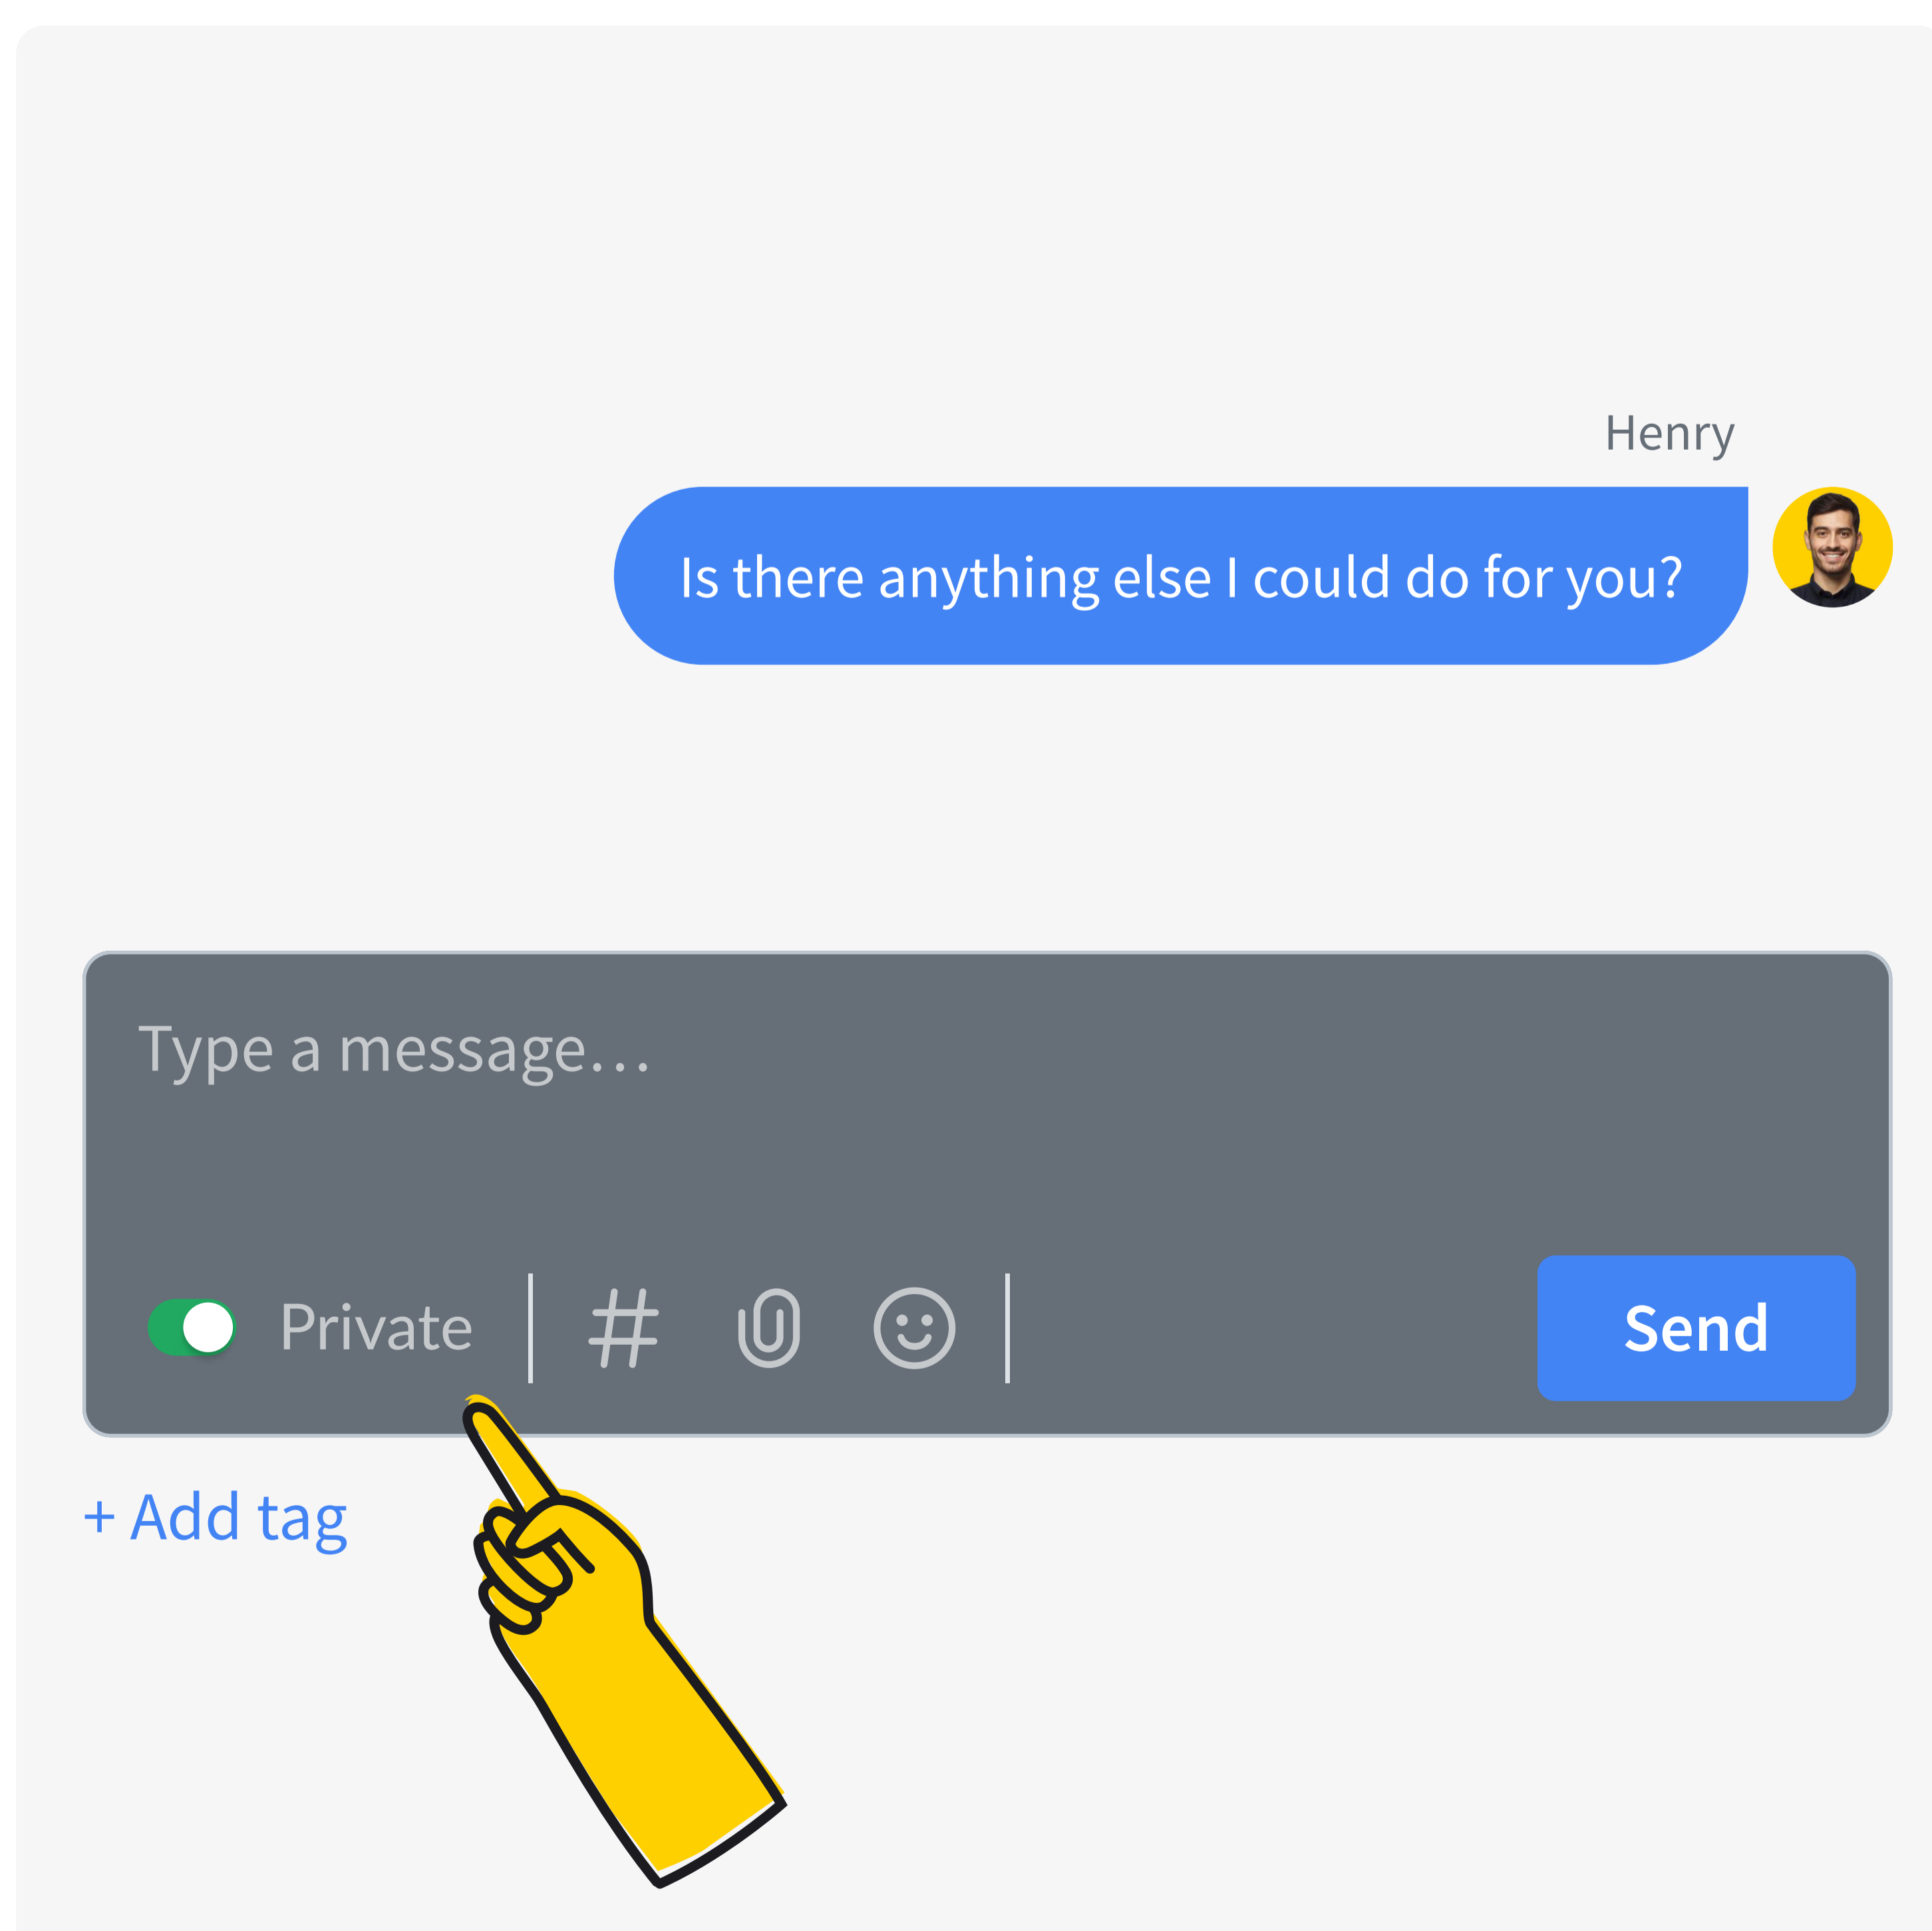 Henry
Is there anything else I could do for you?
Type a message...
Private
Send
+ Add tag